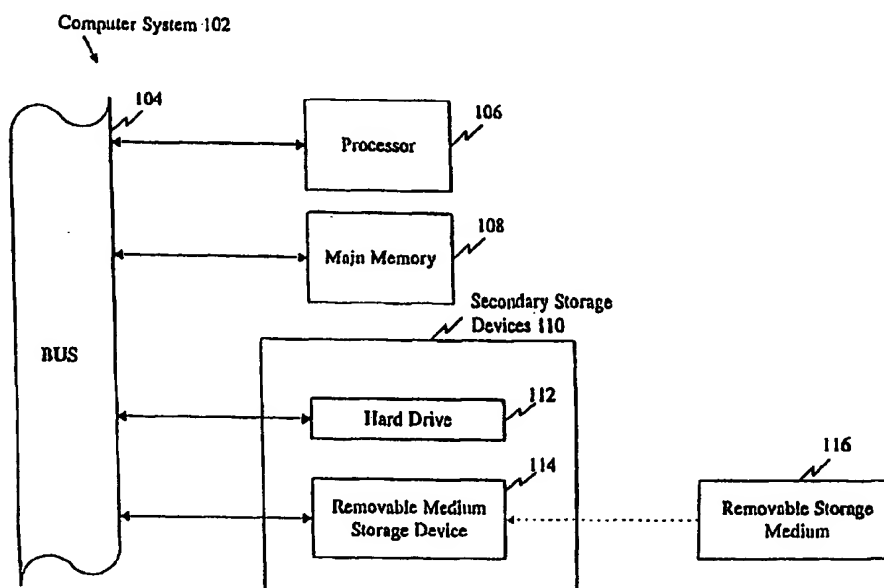 Computer System 102
104
106
Processor
108
Main Memory
Secondary Storage
Devices 110
BUS
112
Hard Drive
114
116
Removable Medium
Storage Device
Removable Storage
Medium